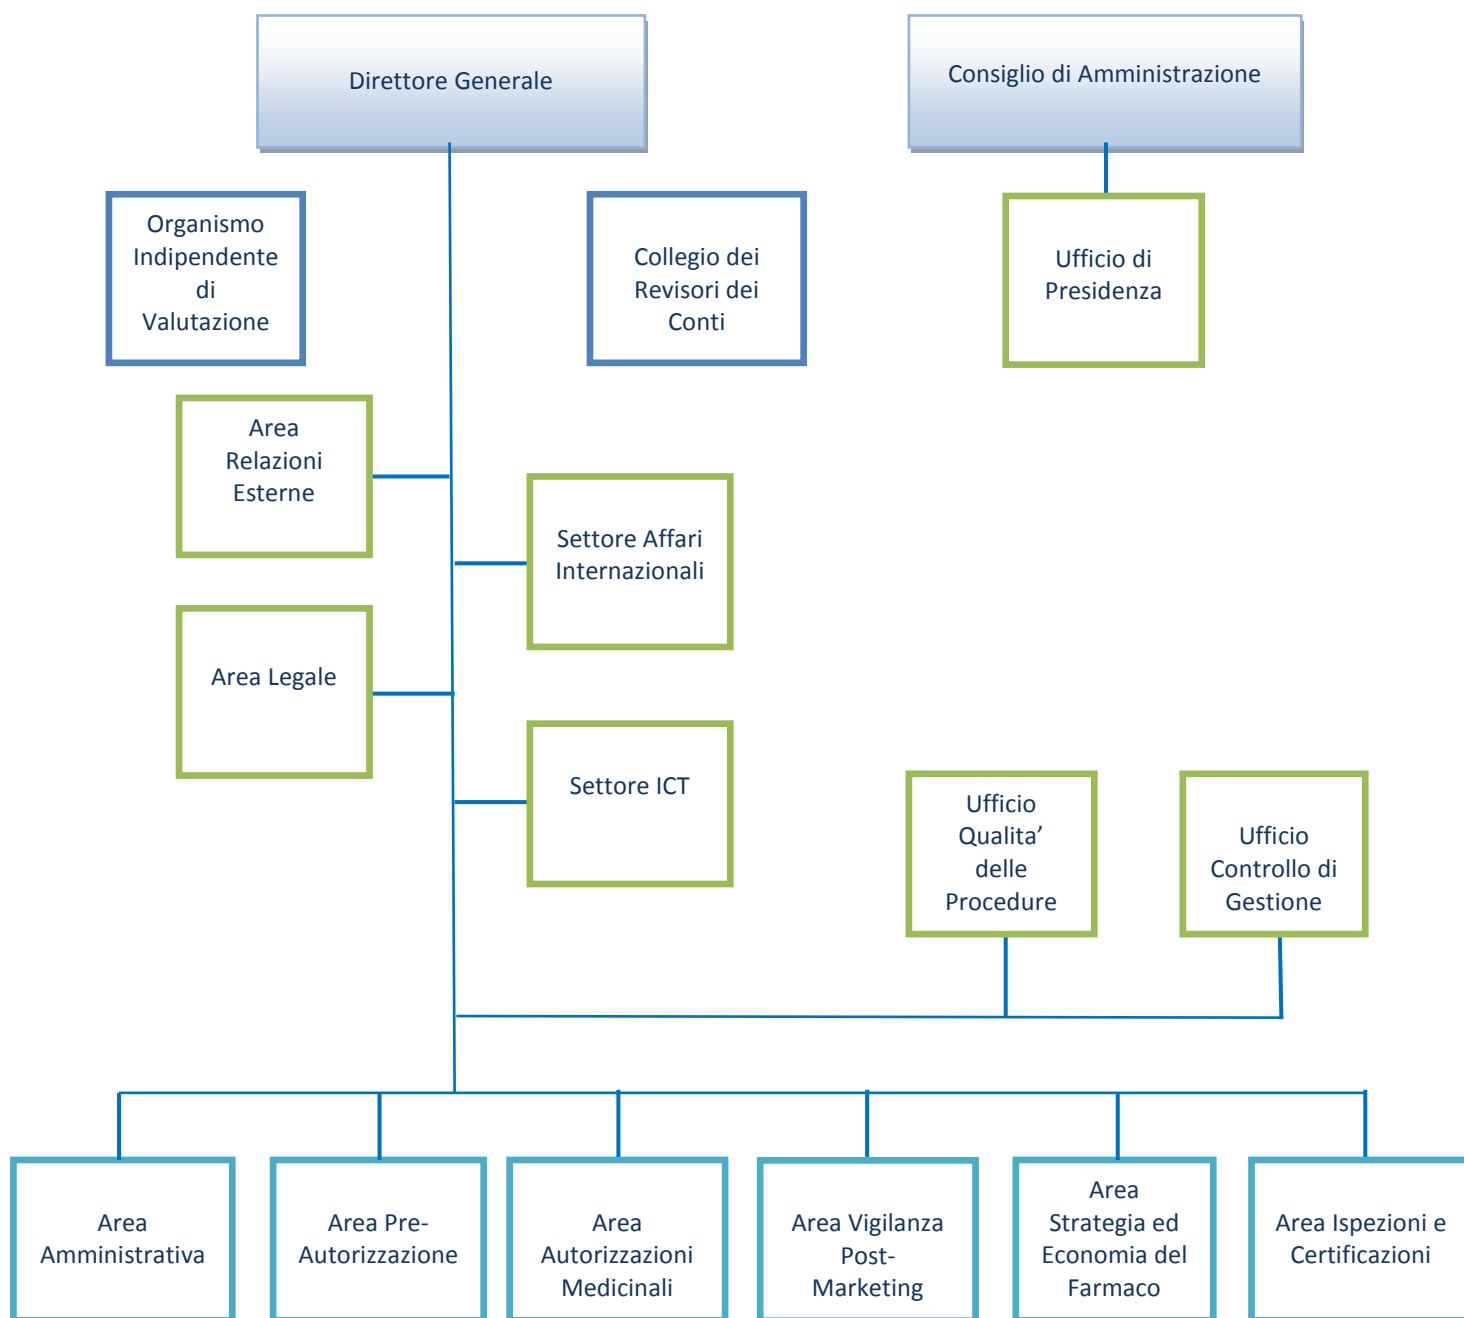 Direttore Generale
Consiglio di Amministrazione
Organismo
Indipendente
di
Valutazione
Collegio dei
Revisori dei
Conti
Ufficio di
Presidenza
Area
Relazioni
Esterne
Settore Affari
Internazionali
Area Legale
Settore ICT
Ufficio
Qualita’
delle
Procedure
Ufficio
Controllo di
Gestione
Area
Amministrativa
Area Pre-
Autorizzazione
Area
Autorizzazioni
Medicinali
Area Vigilanza
Post-
Marketing
Area
Strategia ed
Economia del
Farmaco
Area Ispezioni e
Certificazioni